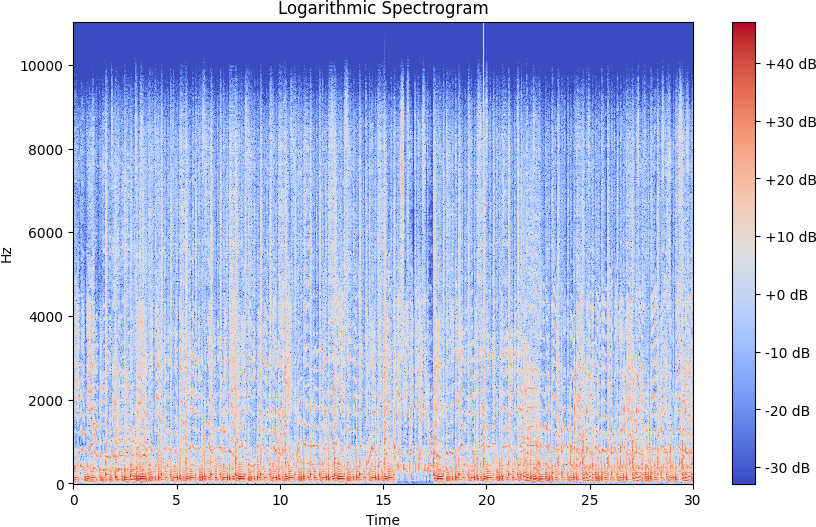 Logarithmic Spectrogram
Hz
10000
8000
6000
4000
2000
0
0 5 10 15 20 25 30
Time
+40 dB
+30 dB
+20 dB
+10 dB
+0 dB
-10 dB
-20 dB
-30 dB